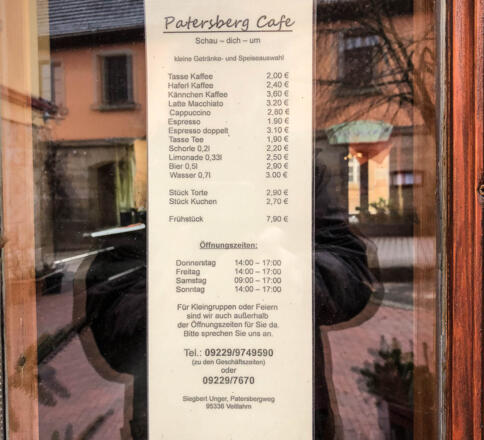 Patersberg Cafe
Schau – dich – um
kleine Getränke- und Speiseauswahl
Tasse Kaffee 2,00 €
Haferl Kaffee 2,40 €
Kännchen Kaffee 3,60 €
Latte Macchiato 3,20 €
Cappuccino 2,80 €
Espresso 1,90 €
Espresso doppelt 3,10 €
Tasse Tee 1,90 €
Schorle 0,2l 2,20 €
Limonade 0,33l 2,50 €
Bier 0,5l 2,90 €
Wasser 0,7l 3,00 €
Stück Torte 2,90 €
Stück Kuchen 2,70 €
Frühstück 7,90 €
Öffnungszeiten:
Donnerstag 14:00 – 17:00
Freitag 14:00 – 17:00
Samstag 09:00 – 17:00
Sonntag 14:00 – 17:00
Für Kleingruppen oder Feiern
sind wir auch außerhalb
der Öffnungszeiten für Sie da.
Bitte sprechen Sie uns an.
Tel.: 09229/9749590
(zu den Geschäftszeiten)
oder
09229/7670
Siegbert Unger, Patersbergweg
95336 Veitlahm